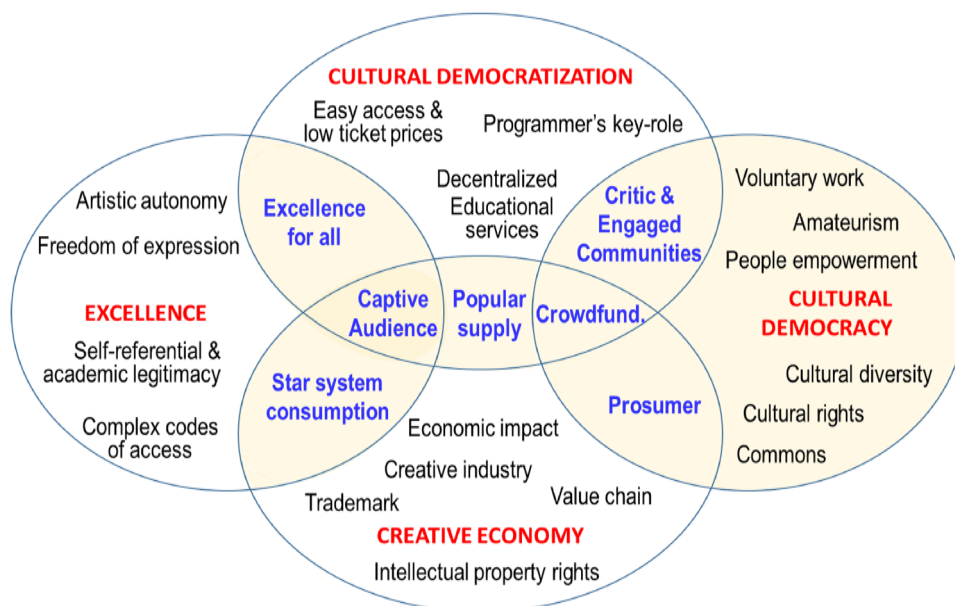 CULTURAL DEMOCRATIZATION
Easy access &
low ticket prices
Programmer's key-role
Decentralized
Educational
services
Artistic autonomy
Freedom of expression
EXCELLENCE
Self-referential &
academic legitimacy
Complex codes
of access
Excellence
for all
Critic &
Engaged
Communities
Voluntary work
Amateurism
People empowerment
CULTURAL
DEMOCRACY
Cultural diversity
Cultural rights
Commons
Captive
Audience
Popular
supply
Crowdfund.
Star system
consumption
Prosumer
Economic impact
Creative industry
Trademark
Value chain
CREATIVE ECONOMY
Intellectual property rights